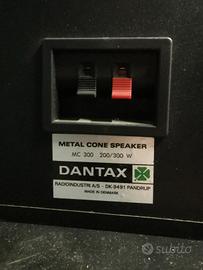 METAL CONE SPEAKER
MC 300 200/300 W
DANTAX
RADIOINDUSTRI A/S - DK-9491 PANDRUP
MADE IN DENMARK
subito